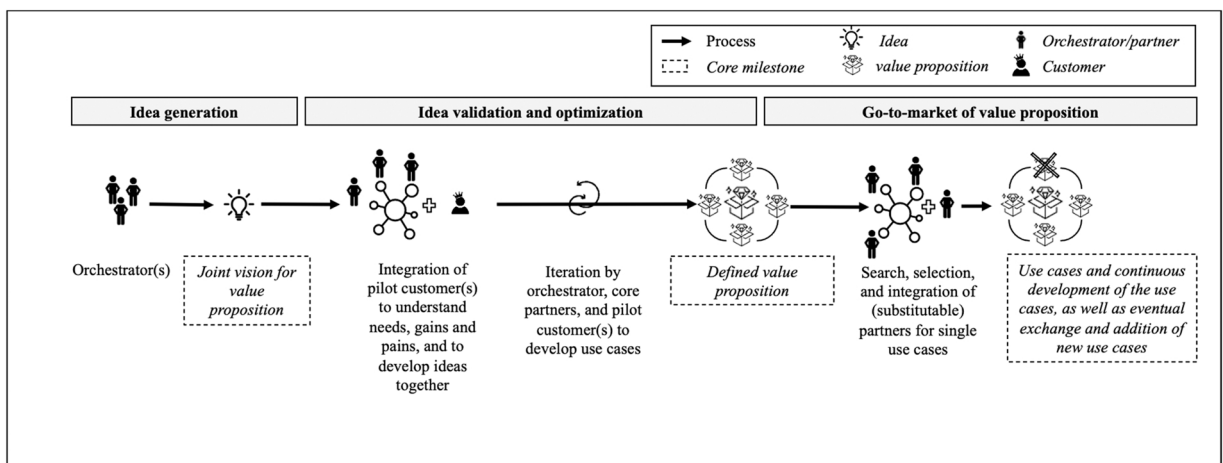 Process
Idea
Orchestrator/partner
Core milestone
value proposition
Customer
Idea generation
Idea validation and optimization
Go-to-market of value proposition
Orchestrator(s)
Joint vision for
value
proposition
Integration of
pilot customer(s)
to understand
needs, gains and
pains, and to
develop ideas
together
Iteration by
orchestrator, core
partners, and pilot
customer(s) to
develop use cases
Defined value
proposition
Search, selection,
and integration of
(substitutable)
partners for single
use cases
Use cases and continuous
development of the use
cases, as well as eventual
exchange and addition of
new use cases